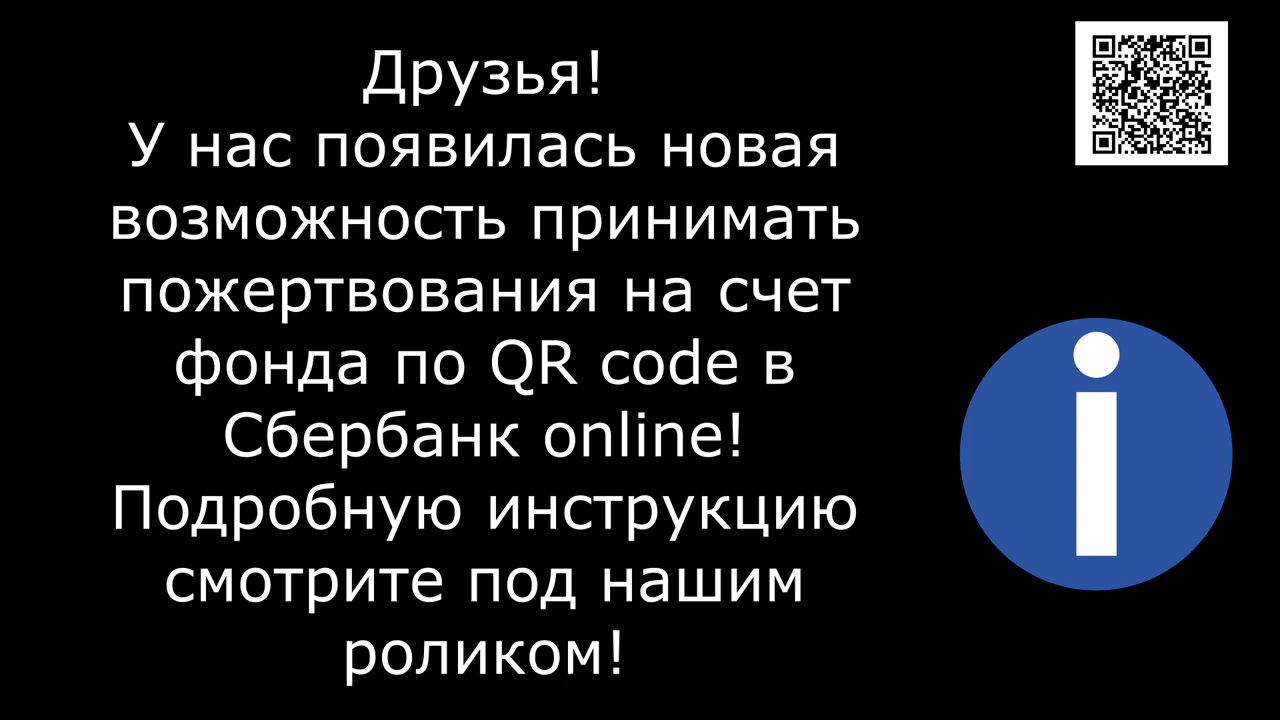 Друзья!
У нас появилась новая
возможность принимать
пожертвования на счет
фонда по QR code в
Сбербанк online!
Подробную инструкцию
смотрите под нашим
роликом!